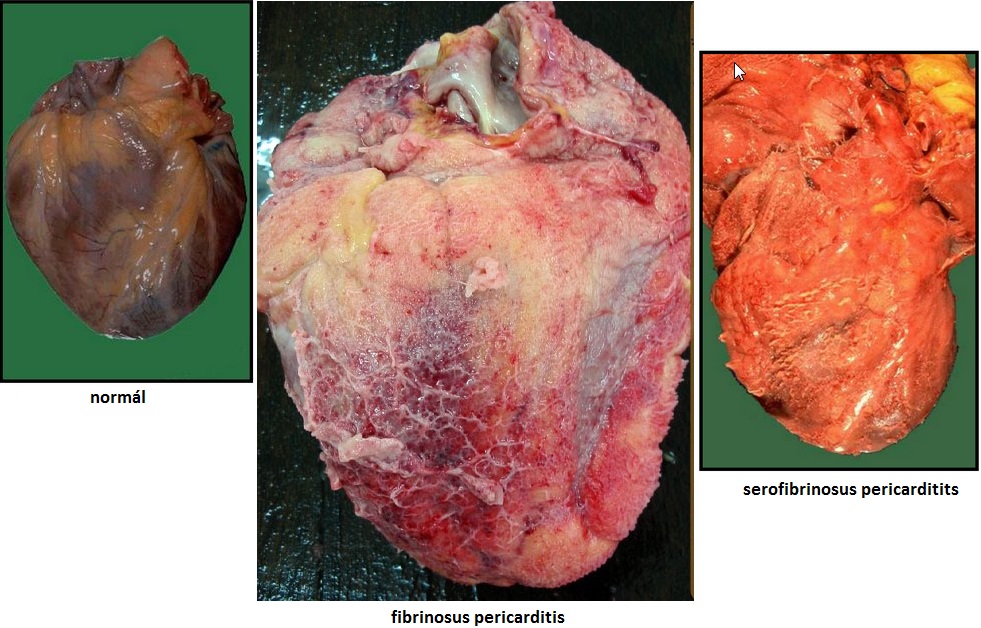 normál
serofibrinosus pericarditits
fibrinosus pericarditis